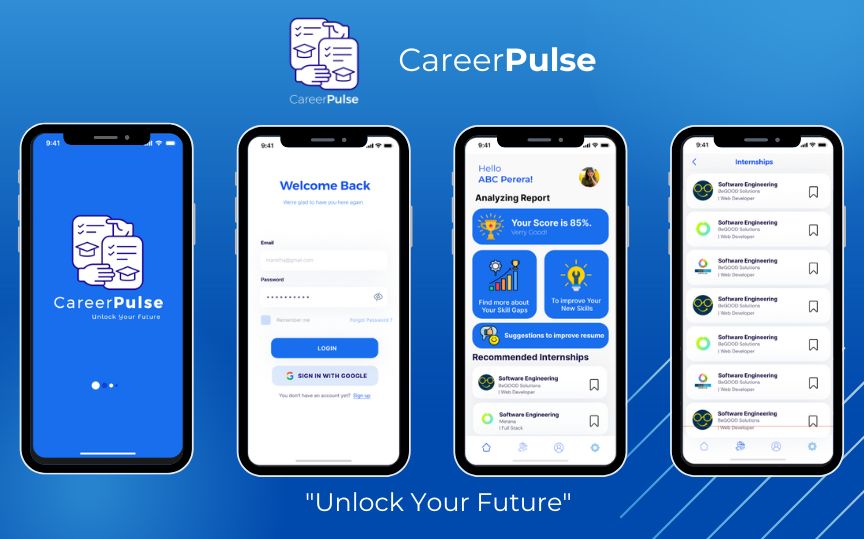 CareerPulse
CareerPulse
9:41
CareerPulse
Unlock Your Future
9:41
Welcome Back
We're glad to have you here again.
Email
Password
Remember me
Forgot Password ?
LOGIN
SIGN IN WITH GOOGLE
You don't have an account yet? Sign up
9:41
Hello
ABC Perera!
Analyzing Report
Your Score is 85%.
Very Good!
Find more about
Your Skill Gaps
To improve Your
New Skills
Suggestions to improve resume
Recommended Internships
Software Engineering
BeGOOD Solutions
| Web Developer
Software Engineering
| Full Stack
9:41
Internships
Software Engineering
BeGOOD Solutions
| Web Developer
Software Engineering
BeGOOD Solutions
| Web Developer
Software Engineering
BeGOOD Solutions
| Web Developer
Software Engineering
BeGOOD Solutions
| Web Developer
Software Engineering
BeGOOD Solutions
| Web Developer
Software Engineering
BeGOOD Solutions
| Web Developer
Software Engineering
BeGOOD Solutions
| Web Developer
"Unlock Your Future"